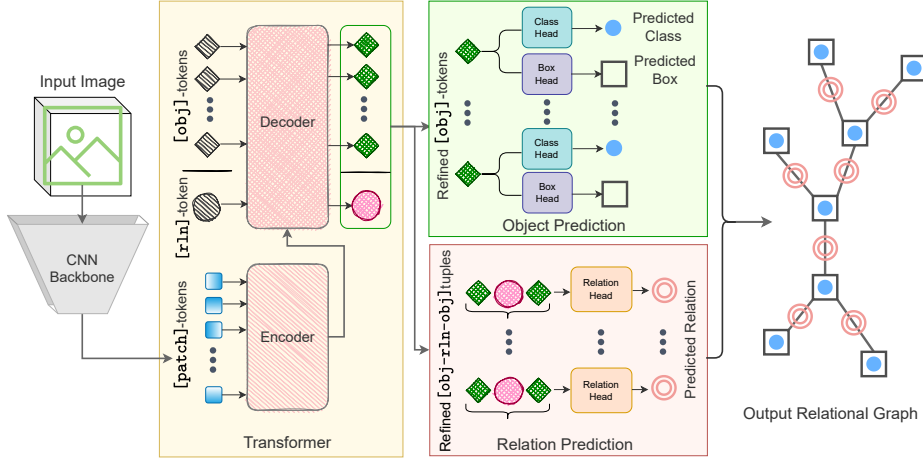 Input Image
CNN
Backbone
[obj]-tokens
[rln]-token
[patch]-tokens
Decoder
Encoder
Transformer
Refined [obj]-tokens
Class
Head
Predicted
Class
Box
Head
Predicted
Box
Class
Head
Box
Head
Object Prediction
Refined [obj-rln-obj]tuples
Relation
Head
Relation
Head
Predicted Relation
Relation Prediction
Output Relational Graph